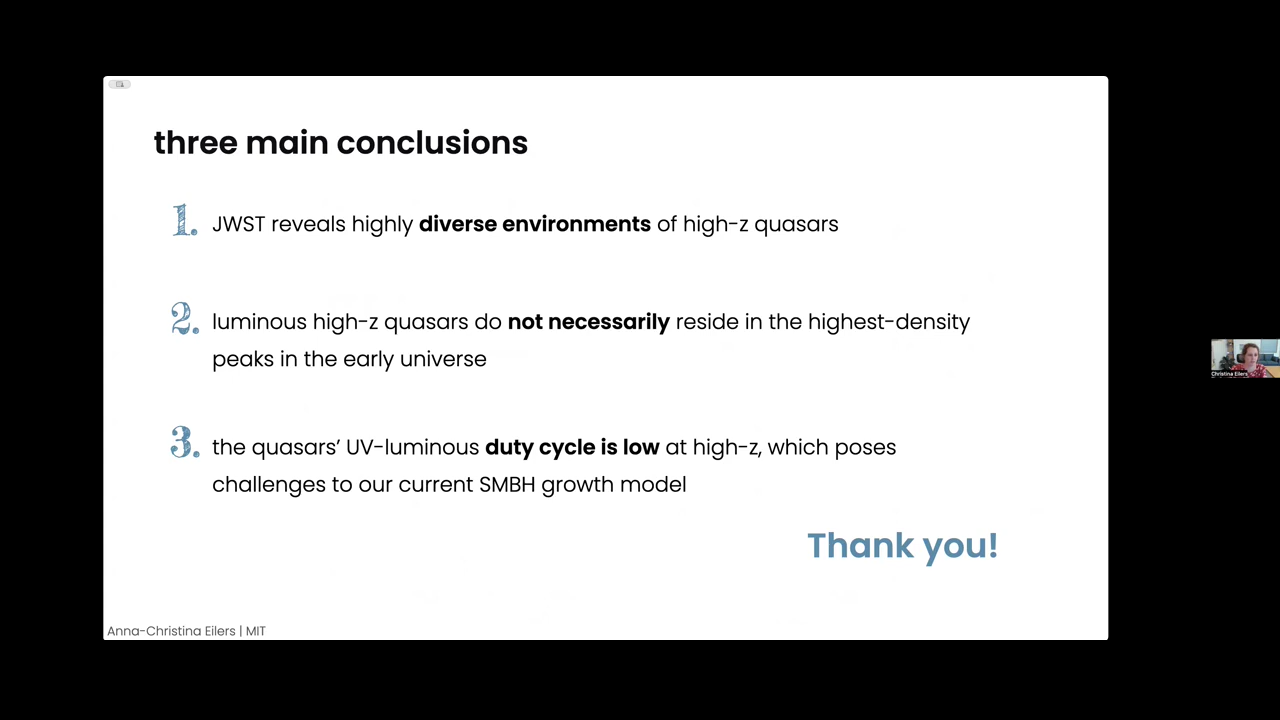 three main conclusions
1. JWST reveals highly diverse environments of high-z quasars
2. luminous high-z quasars do not necessarily reside in the highest-density
peaks in the early universe
3. the quasars’ UV-luminous duty cycle is low at high-z, which poses
challenges to our current SMBH growth model
Thank you!
Anna-Christina Eilers | MIT
Christina Eilers